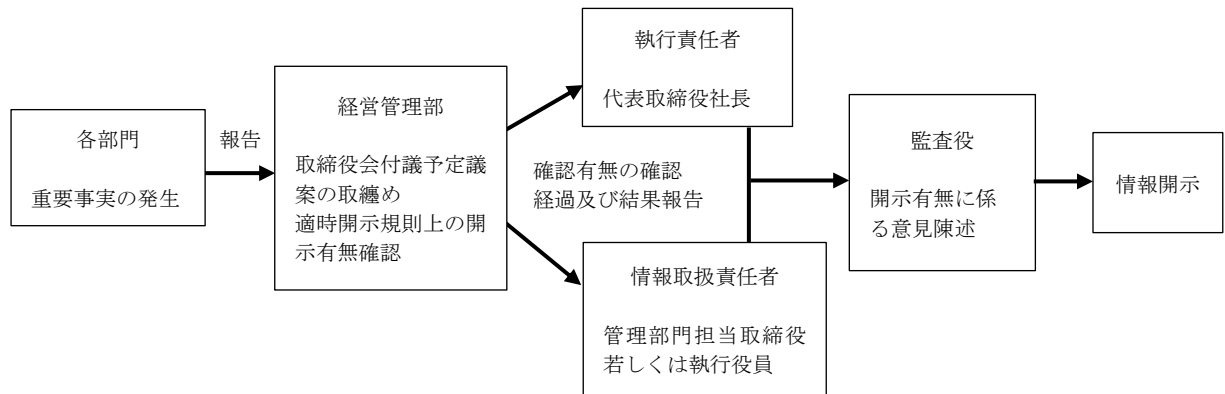 各部門
重要事実の発生
報告
経営管理部
取締役会付議予定議
案の取纏め
適時開示規則上の開
示有無確認
執行責任者
代表取締役社長
確認有無の確認
経過及び結果報告
情報取扱責任者
管理部門担当取締役
若しくは執行役員
監査役
開示有無に係
る意見陳述
情報開示